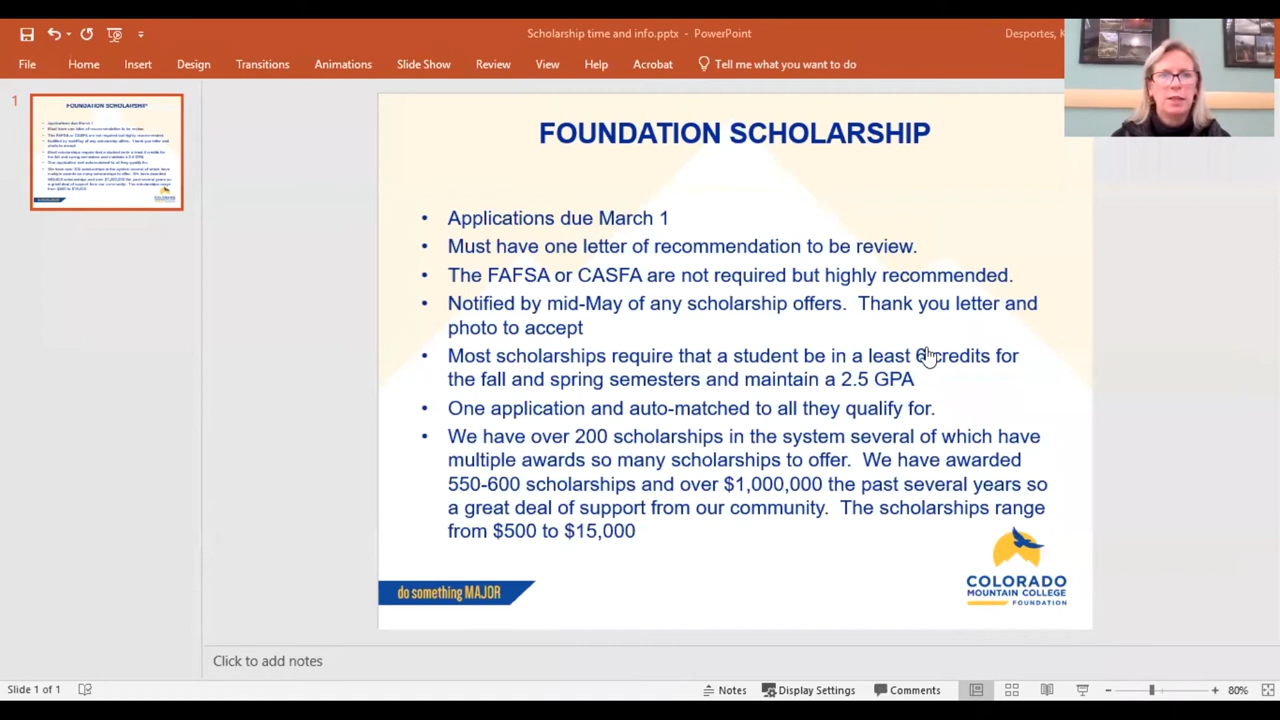 Scholarship time and info.pptx - PowerPoint
Desportes, K
File Home Insert Design Transitions Animations Slide Show Review View Help Acrobat Tell me what you want to do
1
FOUNDATION SCHOLARSHIP
• Applications due March 1
• Must have one letter of recommendation to be review.
• The FAFSA or CASFA are not required but highly recommended.
• Notified by mid-May of any scholarship offers. Thank you letter and
photo to accept
• Most scholarships require that a student be in a least 6 credits for
the fall and spring semesters and maintain a 2.5 GPA
• One application and auto-matched to all they qualify for.
• We have over 200 scholarships in the system several of which have
multiple awards so many scholarships to offer. We have awarded
550-600 scholarships and over $1,000,000 the past several years so
a great deal of support from our community. The scholarships range
from $500 to $15,000
do something MAJOR
COLORADO
MOUNTAIN COLLEGE
FOUNDATION
Click to add notes
Slide 1 of 1 Notes Display Settings Comments 80%